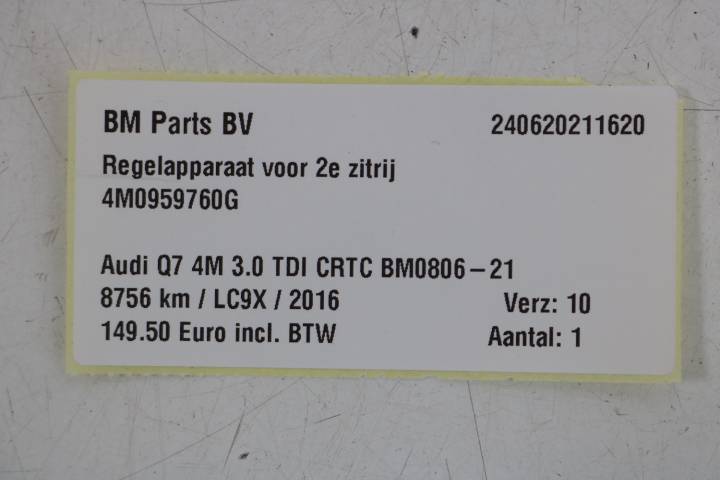 BM Parts BV 240620211620
Regelapparaat voor 2e zitrij
4M0959760G
Audi Q7 4M 3.0 TDI CRTC BM0806-21
8756 km / LC9X / 2016 Verz: 10
149.50 Euro incl. BTW Aantal: 1